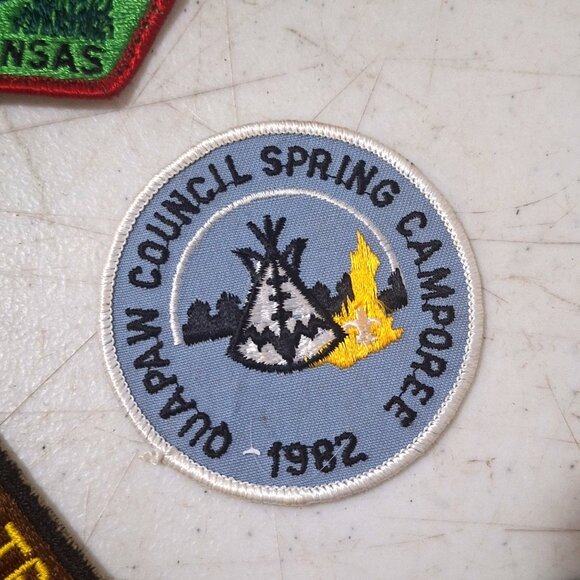 NSAS
QUAPAW COUNCIL SPRING CAMPOREE
1982